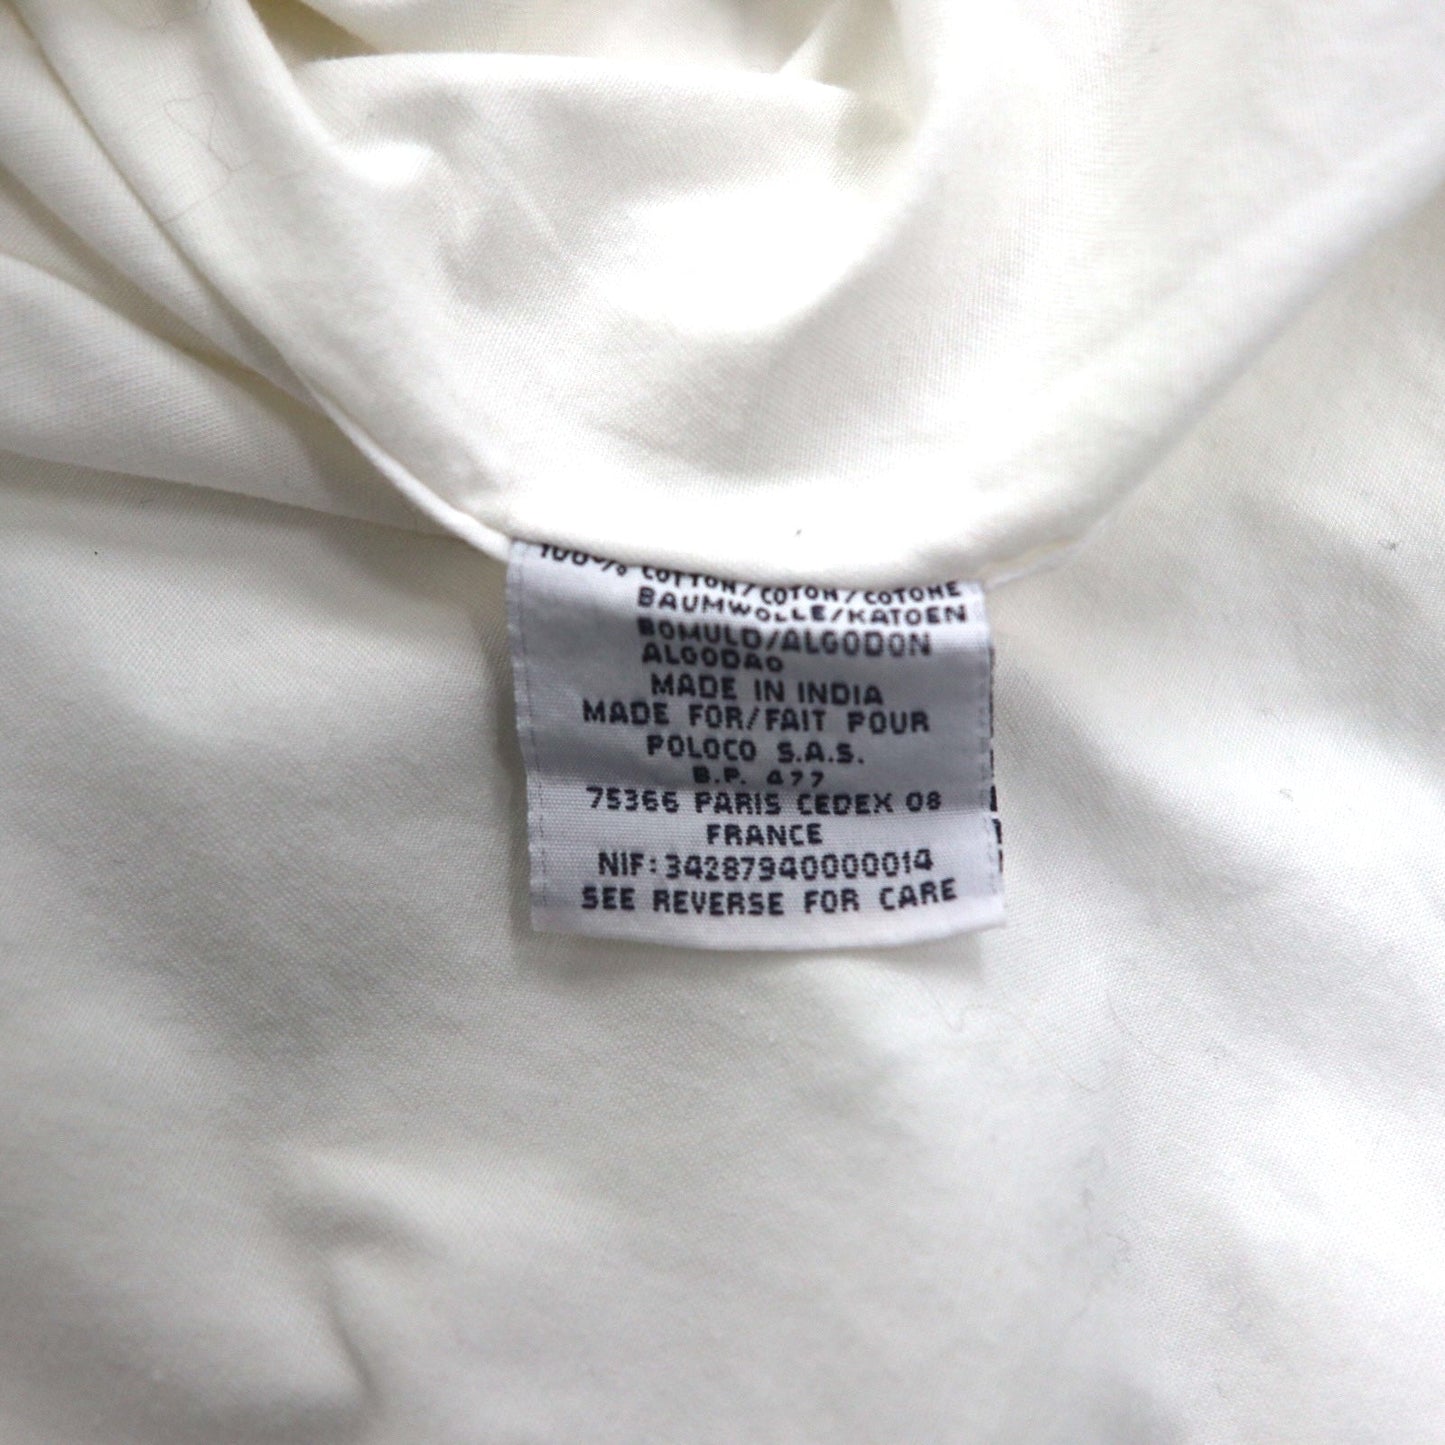 100% COTTON/COTON/COTONE
BAUMWOLLE/KATOEN
BOMULD/ALGODON
ALGODAO
MADE IN INDIA
MADE FOR/FAIT POUR
POLOCO S.A.S.
B.P. 477
75366 PARIS CEDEX 08
FRANCE
NIF:34287940000014
SEE REVERSE FOR CARE